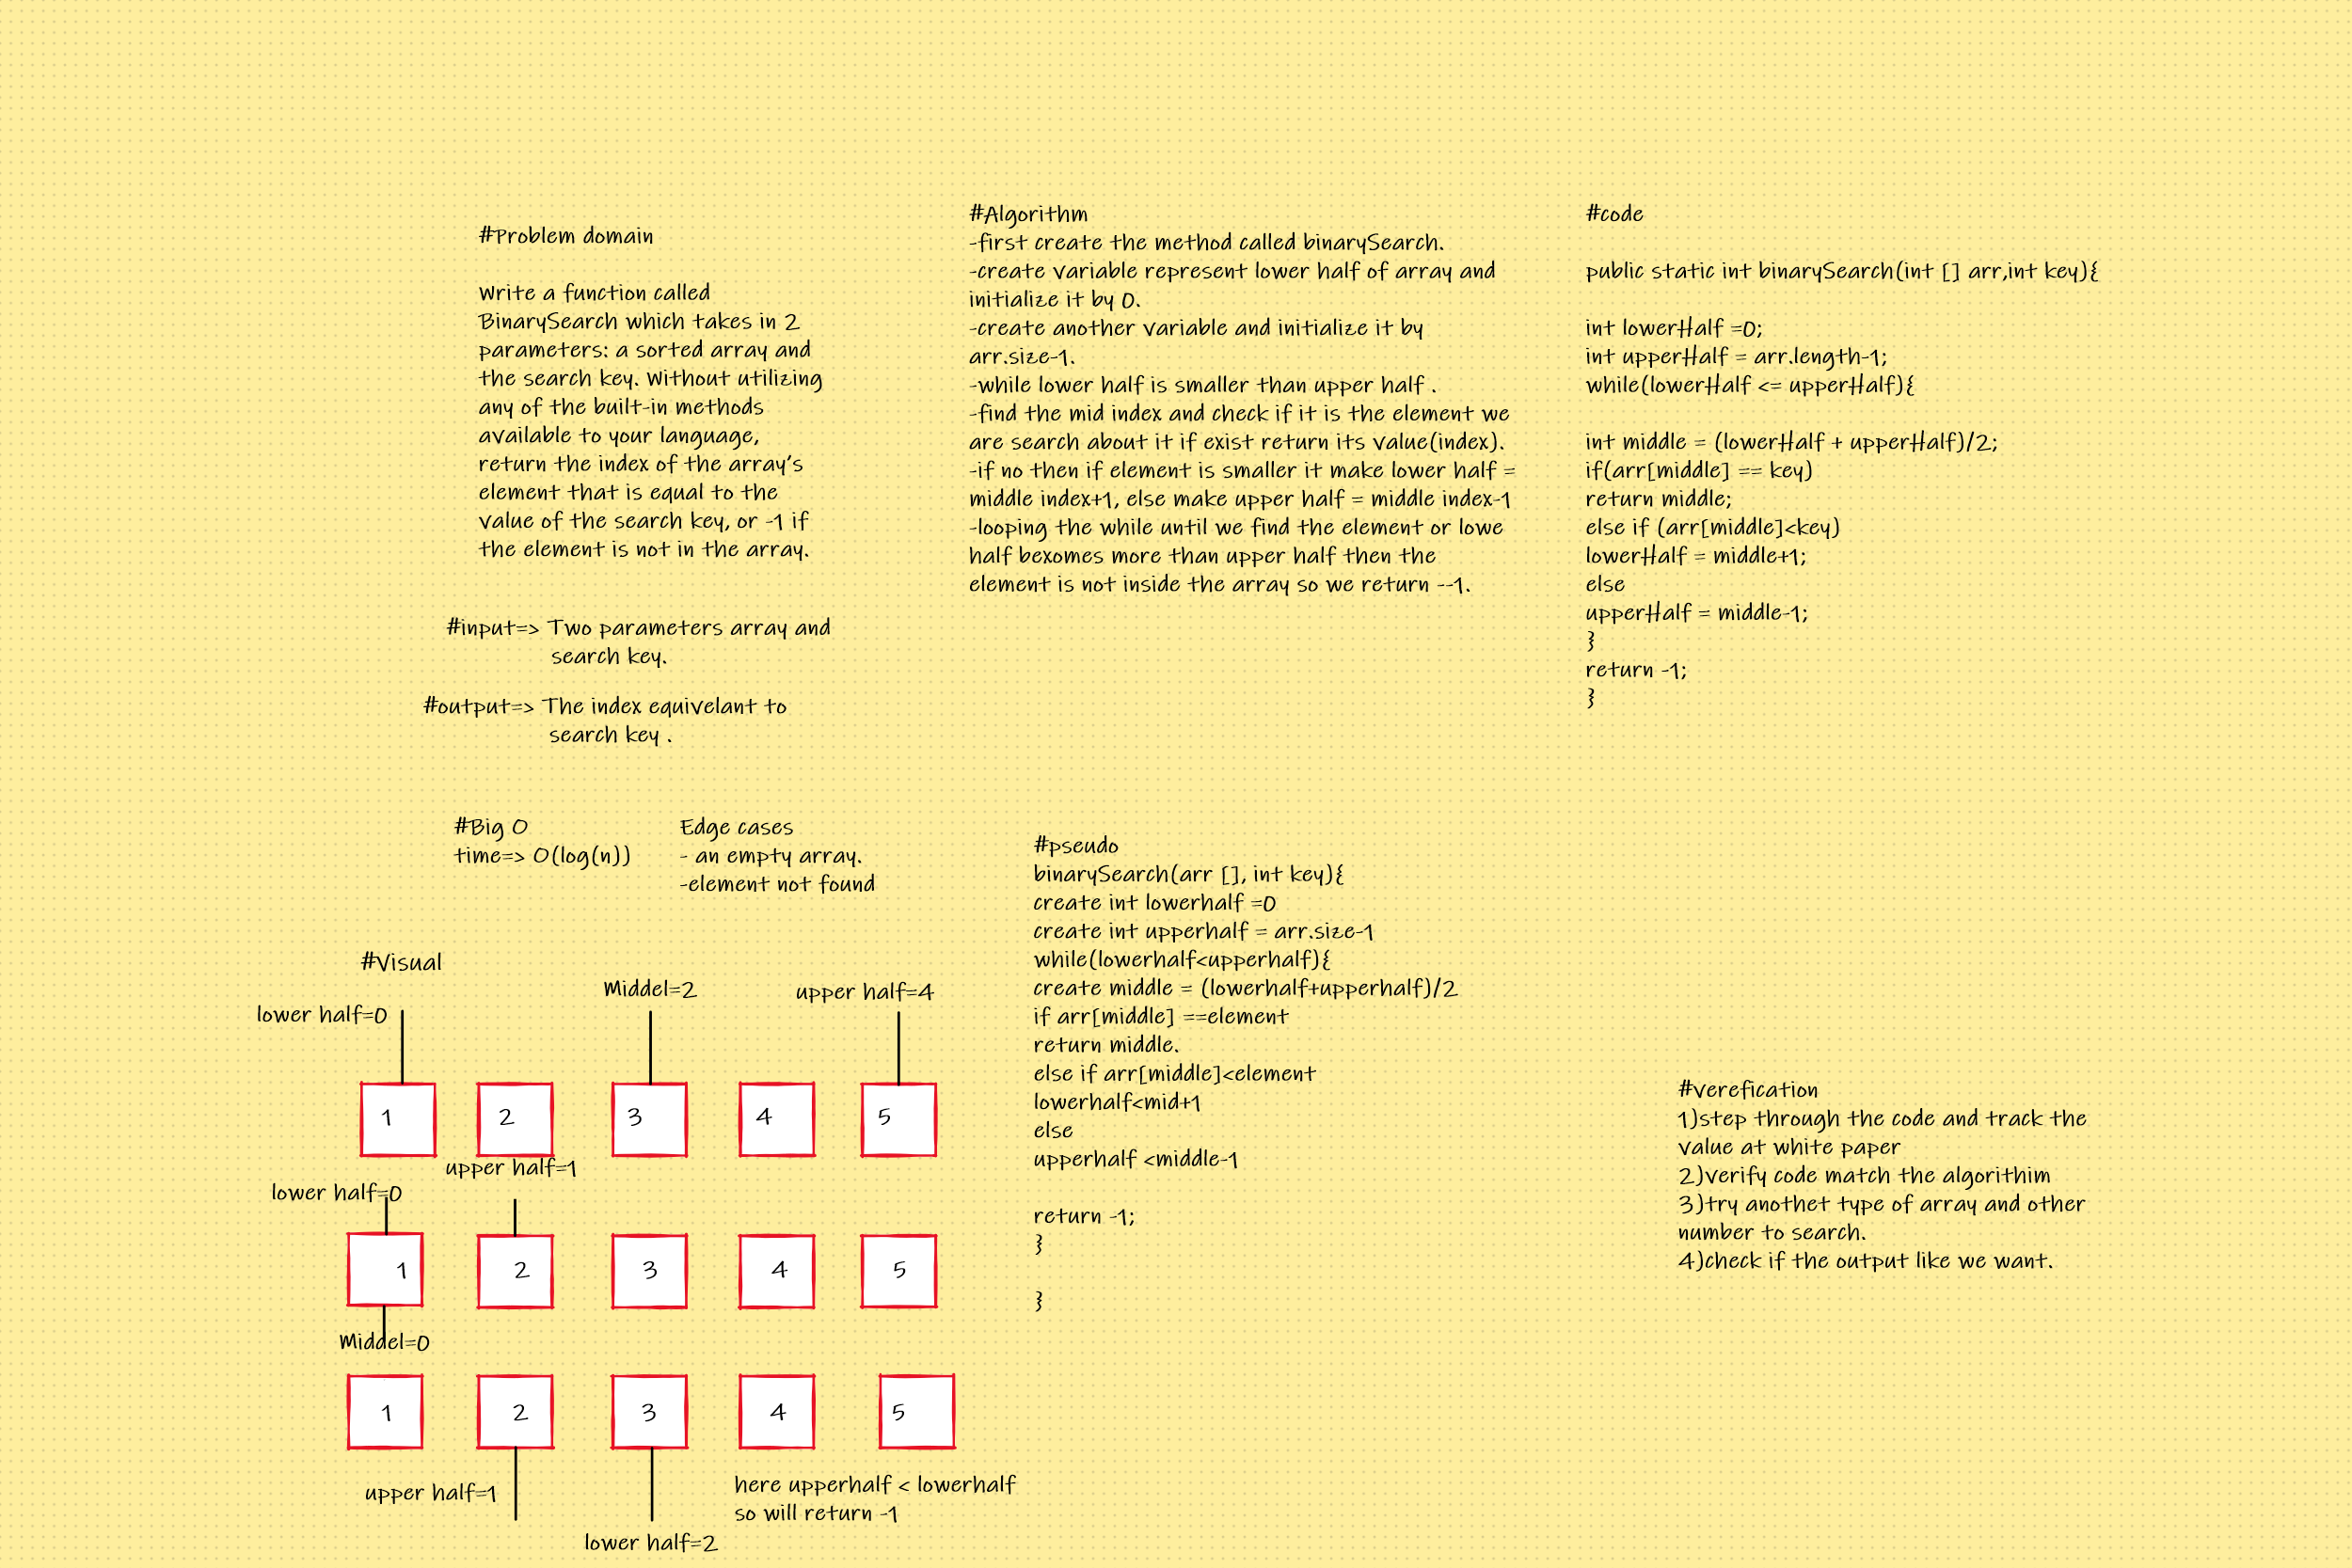 #Problem domain
Write a function called
BinarySearch which takes in 2
parameters: a sorted array and
the search key. Without utilizing
any of the built-in methods
available to your language,
return the index of the array's
element that is equal to the
value of the search key, or -1 if
the element is not in the array.
#input=> Two parameters array and
search key.
#output=> The index equivelant to
search key .
#Big O
time=> O(log(n))
Edge cases
- an empty array.
-element not found
#Visual
lower half=0
Middel=2
upper half=4
1 2 3 4 5
upper half=1
lower half=0
1 2 3 4 5
Middel=0
1 2 3 4 5
upper half=1
lower half=2
here upperhalf < lowerhalf
so will return -1
#Algorithm
-first create the method called binarySearch.
-create variable represent lower half of array and
initialize it by 0.
-create another variable and initialize it by
arr.size-1.
-while lower half is smaller than upper half .
-find the mid index and check if it is the element we
are search about it if exist return its value(index).
-if no then if element is smaller it make lower half =
middle index+1, else make upper half = middle index-1
-looping the while until we find the element or lowe
half bexomes more than upper half then the
element is not inside the array so we return --1.
#pseudo
binarySearch(arr [], int key){
create int lowerhalf =0
create int upperhalf = arr.size-1
while(lowerhalf<upperhalf){
create middle = (lowerhalf+upperhalf)/2
if arr[middle] ==element
return middle.
else if arr[middle]<element
lowerhalf<mid+1
else
upperhalf <middle-1
return -1;
}
}
#code
public static int binarySearch(int [] arr,int key){
int lowerHalf =0;
int upperHalf = arr.length-1;
while(lowerHalf <= upperHalf){
int middle = (lowerHalf + upperHalf)/2;
if(arr[middle] == key)
return middle;
else if (arr[middle]<key)
lowerHalf = middle+1;
else
upperHalf = middle-1;
}
return -1;
}
#verefication
1)step through the code and track the
value at white paper
2)verify code match the algorithim
3)try anothet type of array and other
number to search.
4)check if the output like we want.